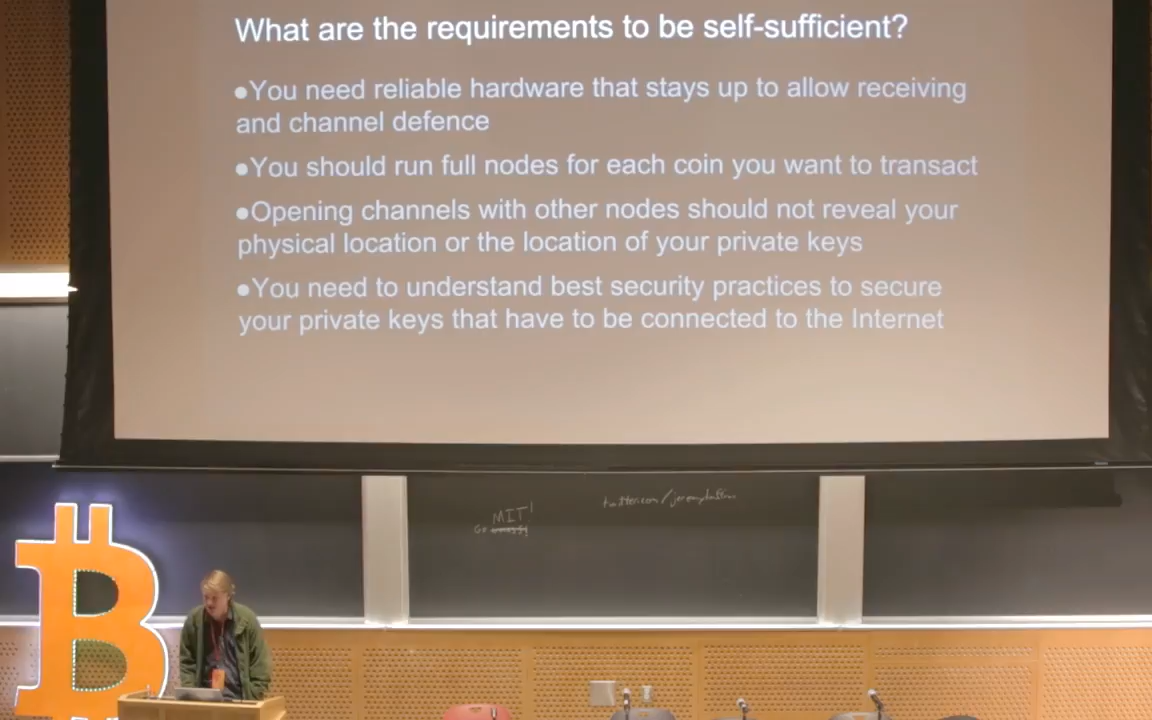 What are the requirements to be self-sufficient?
●You need reliable hardware that stays up to allow receiving
and channel defence
●You should run full nodes for each coin you want to transact
●Opening channels with other nodes should not reveal your
physical location or the location of your private keys
●You need to understand best security practices to secure
your private keys that have to be connected to the Internet
MIT!
Go